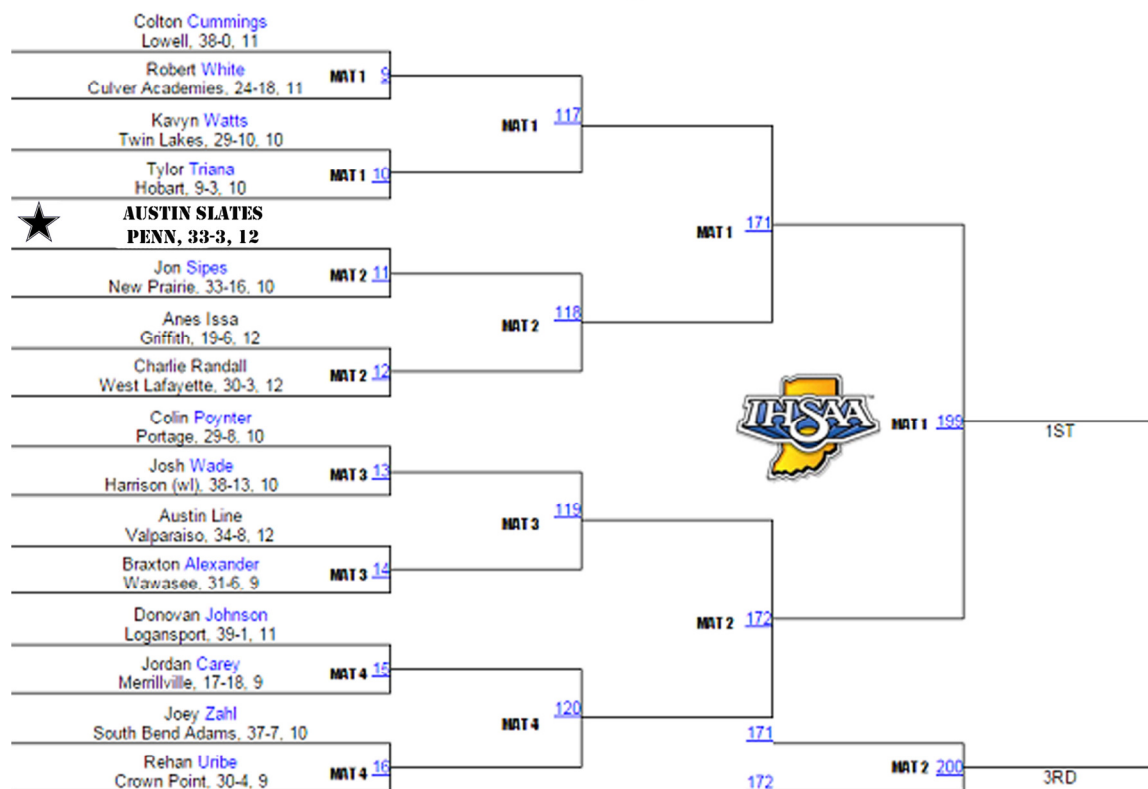 Colton Cummings
Lowell, 38-0, 11
Robert White
Culver Academies, 24-18, 11
MAT 1 9
Kavyn Watts
Twin Lakes, 29-10, 10
MAT 1 117
Tylor Triana
Hobart, 9-3, 10
MAT 1 10
AUSTIN SLATES
PENN, 33-3, 12
MAT 1 171
Jon Sipes
New Prairie, 33-16, 10
MAT 2 11
Anes Issa
Griffith, 19-6, 12
MAT 2 118
Charlie Randall
West Lafayette, 30-3, 12
MAT 2 12
IHSAA
Colin Poynter
Portage, 29-8, 10
MAT 1 199
1ST
Josh Wade
Harrison (wl), 38-13, 10
MAT 3 13
Austin Line
Valparaiso, 34-8, 12
MAT 3 119
Braxton Alexander
Wawasee, 31-6, 9
MAT 3 14
Donovan Johnson
Logansport, 39-1, 11
MAT 2 172
Jordan Carey
Merrillville, 17-18, 9
MAT 4 15
Joey Zahl
South Bend Adams, 37-7, 10
MAT 4 120
171
Rehan Uribe
Crown Point, 30-4, 9
MAT 4 16
MAT 2 200
3RD
172